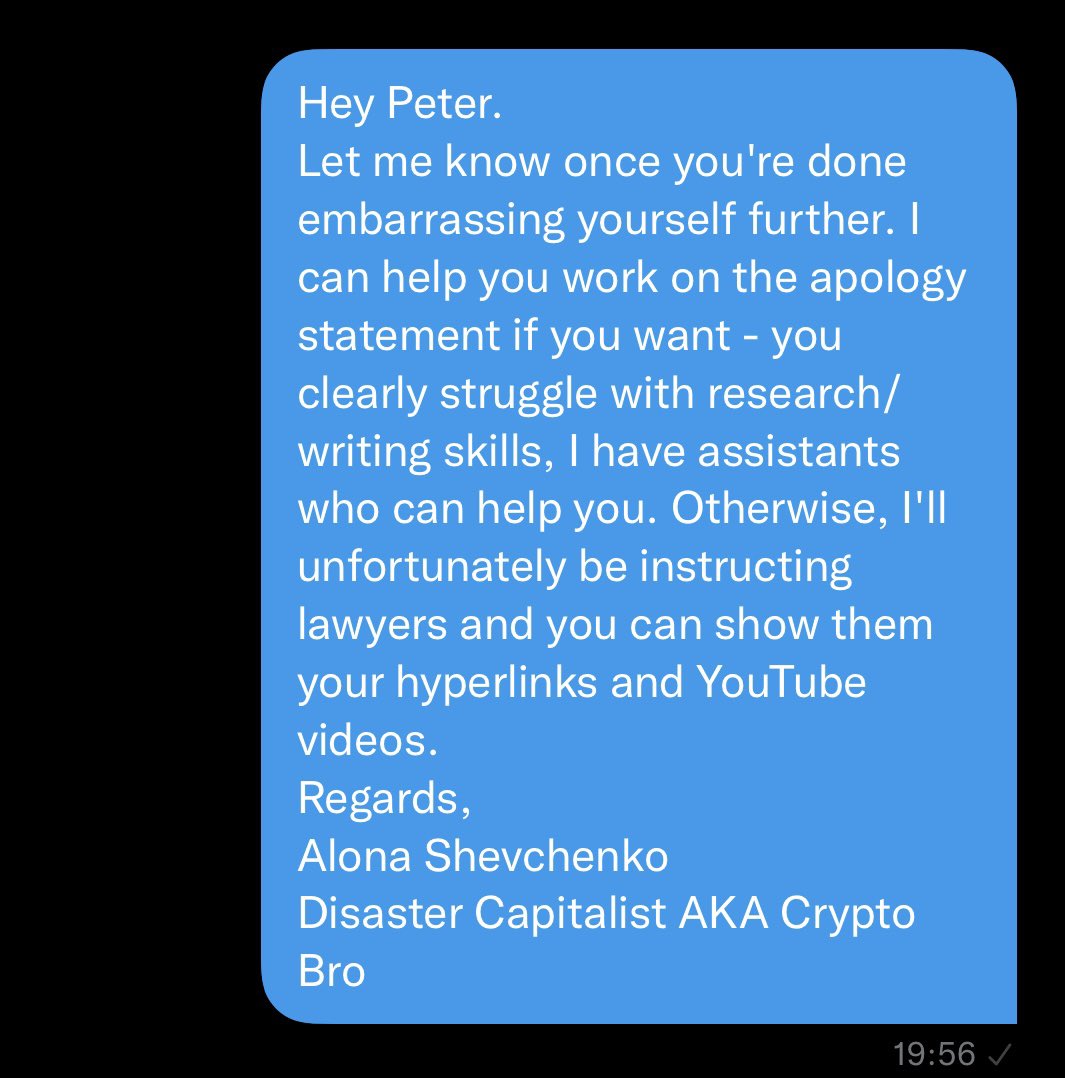 Hey Peter.
Let me know once you're done
embarrassing yourself further. I
can help you work on the apology
statement if you want - you
clearly struggle with research/
writing skills, I have assistants
who can help you. Otherwise, I'll
unfortunately be instructing
lawyers and you can show them
your hyperlinks and YouTube
videos.
Regards,
Alona Shevchenko
Disaster Capitalist AKA Crypto
Bro
19:56 ✓